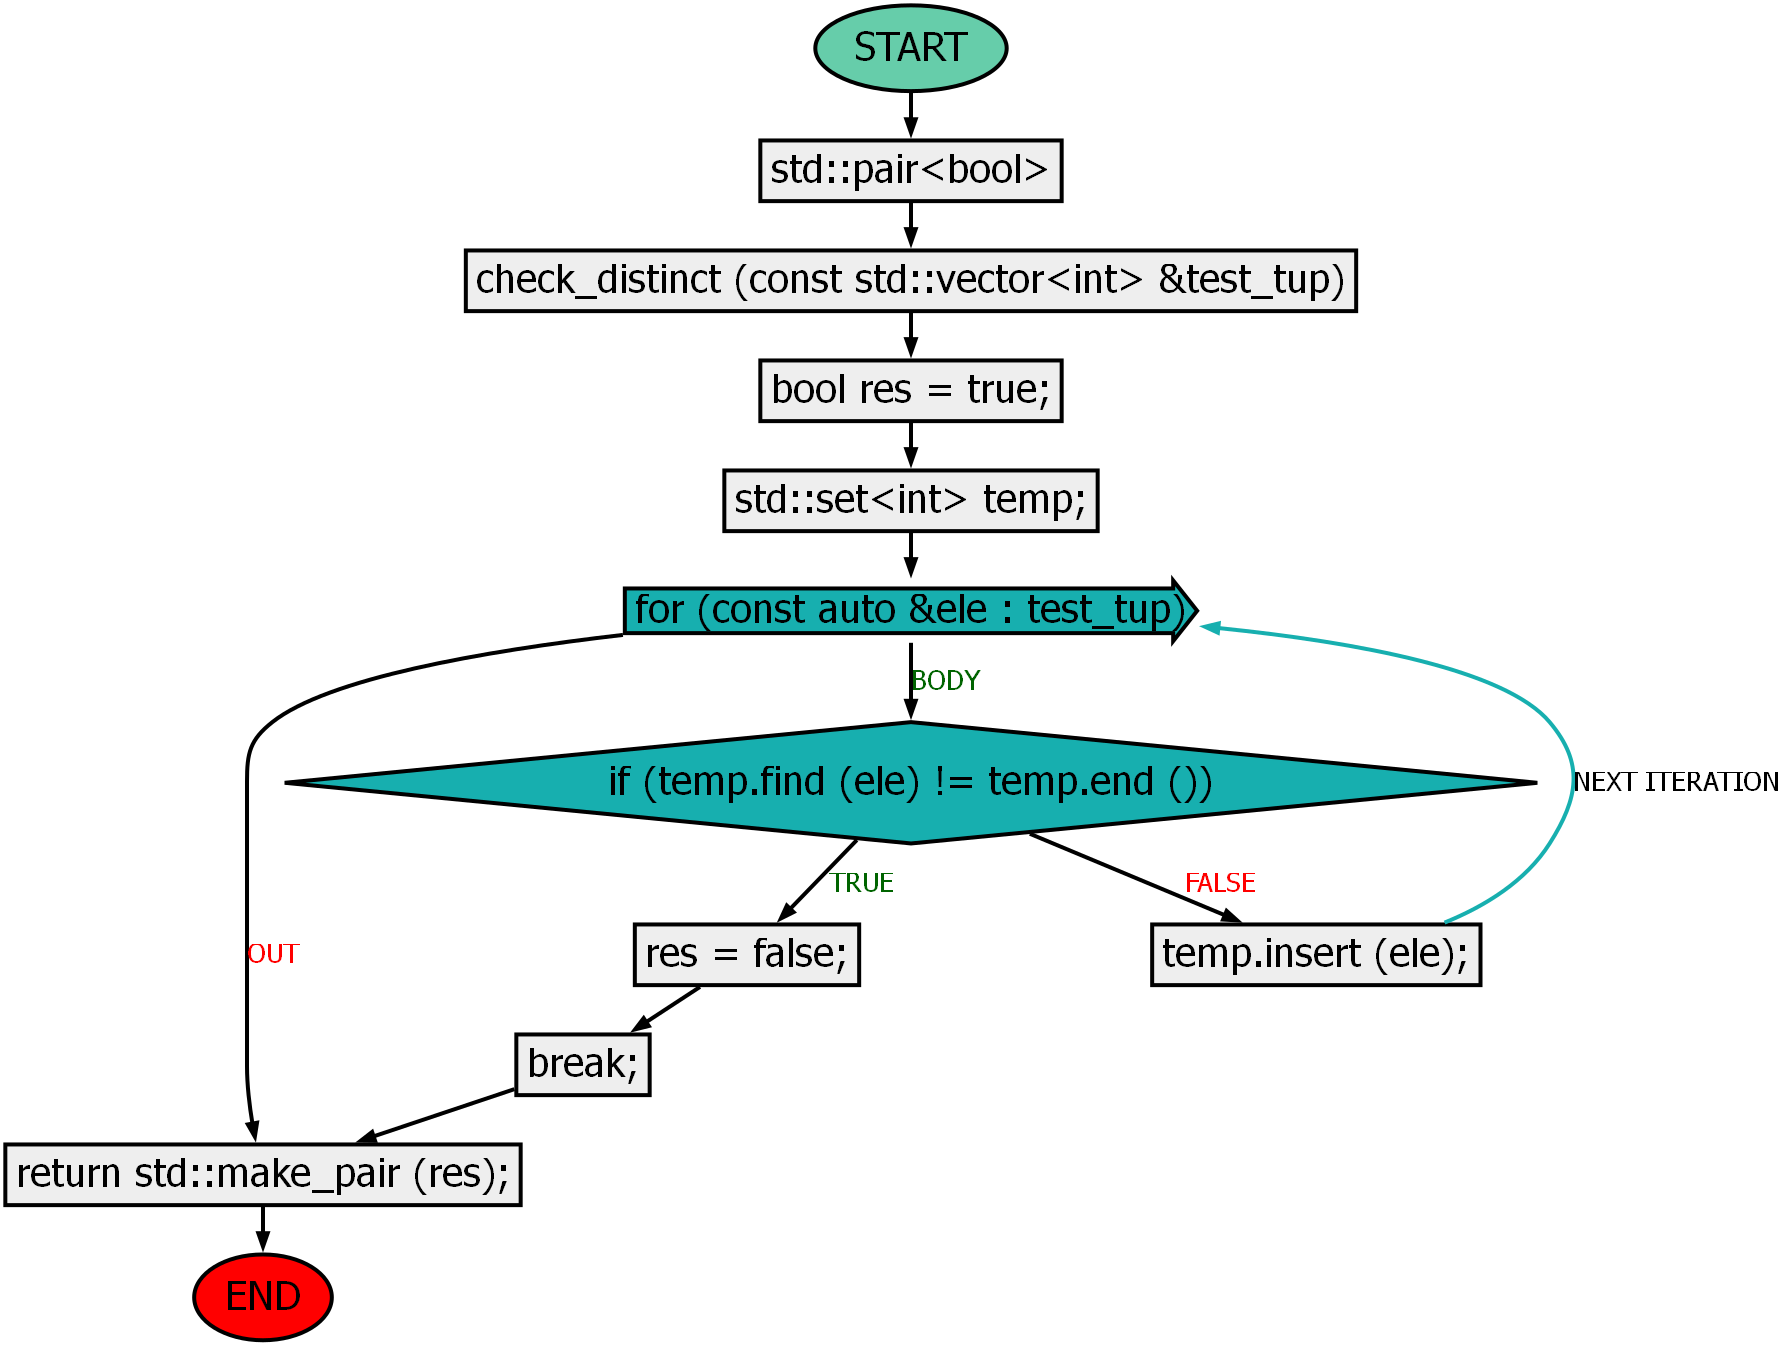 START
std::pair<bool>
check_distinct (const std::vector<int> &test_tup)
bool res = true;
std::set<int> temp;
for (const auto &ele : test_tup)
BODY
if (temp.find (ele) != temp.end ())
NEXT ITERATION
TRUE
FALSE
OUT
res = false;
temp.insert (ele);
break;
return std::make_pair (res);
END